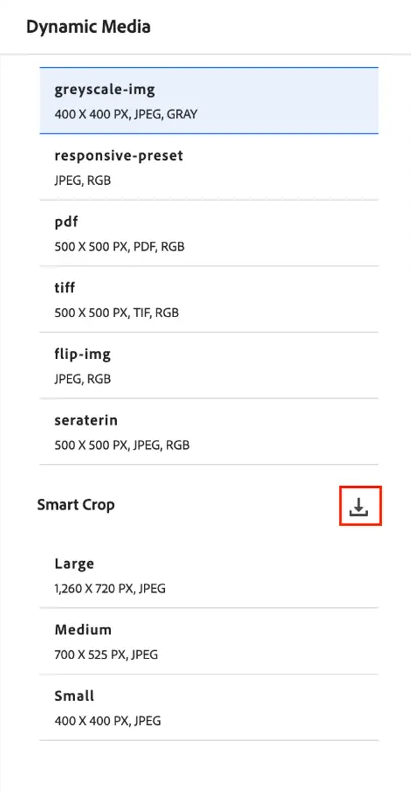 Dynamic Media
greyscale-img
400 X 400 PX, JPEG, GRAY
responsive-preset
JPEG, RGB
pdf
500 X 500 PX, PDF, RGB
tiff
500 X 500 PX, TIF, RGB
flip-img
JPEG, RGB
seraterin
500 X 500 PX, JPEG, RGB
Smart Crop
Large
1,260 X 720 PX, JPEG
Medium
700 X 525 PX, JPEG
Small
400 X 400 PX, JPEG